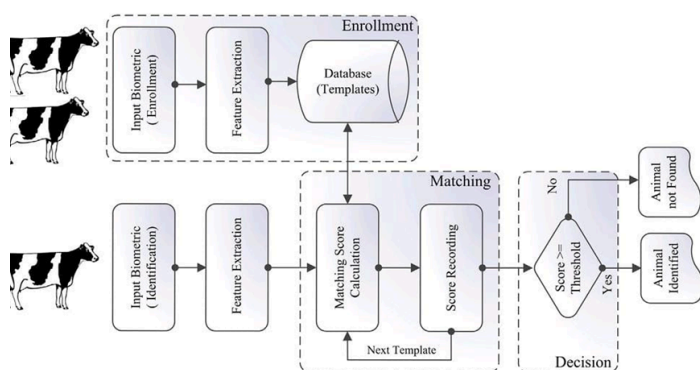 Enrollment
Input Biometric
( Enrollment)
Feature Extraction
Database
(Templates)
Matching
Decision
Input Biometric
( Identification)
Feature Extraction
Matching Score
Calculation
Score Recording
Next Template
Score >=
Threshold
No
Yes
Animal
not Found
Animal
Identified